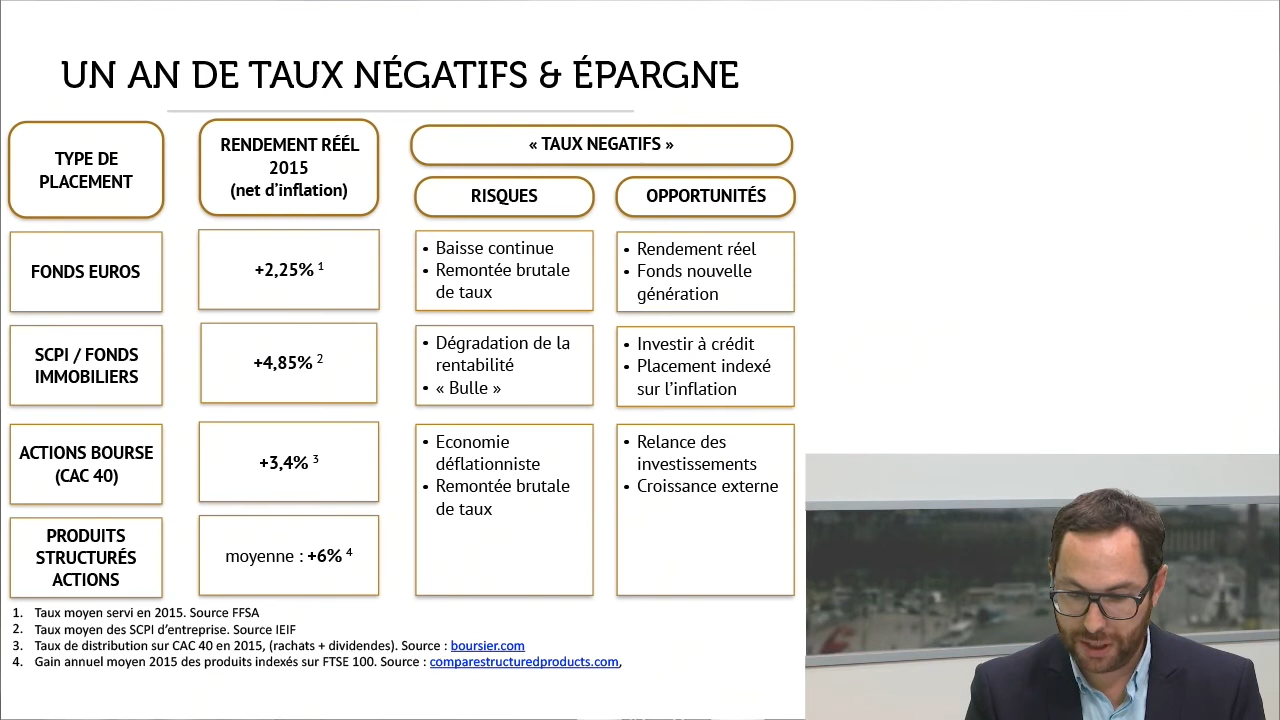 UN AN DE TAUX NÉGATIFS & ÉPARGNE
TYPE DE
PLACEMENT
RENDEMENT RÉÉL
2015
(net d’inflation)
« TAUX NEGATIFS »
RISQUES
OPPORTUNITÉS
FONDS EUROS
+2,25% ¹
• Baisse continue
• Remontée brutale
de taux
• Rendement réel
• Fonds nouvelle
génération
SCPI / FONDS
IMMOBILIERS
+4,85% ²
• Dégradation de la
rentabilité
• « Bulle »
• Investir à crédit
• Placement indexé
sur l’inflation
ACTIONS BOURSE
(CAC 40)
+3,4% ³
• Economie
déflationniste
• Remontée brutale
de taux
• Relance des
investissements
• Croissance externe
PRODUITS
STRUCTURÉS
ACTIONS
moyenne : +6% ⁴
1. Taux moyen servi en 2015. Source FFSA
2. Taux moyen des SCPI d’entreprise. Source IEIF
3. Taux de distribution sur CAC 40 en 2015, (rachats + dividendes). Source : boursier.com
4. Gain annuel moyen 2015 des produits indexés sur FTSE 100. Source : comparestructuredproducts.com,